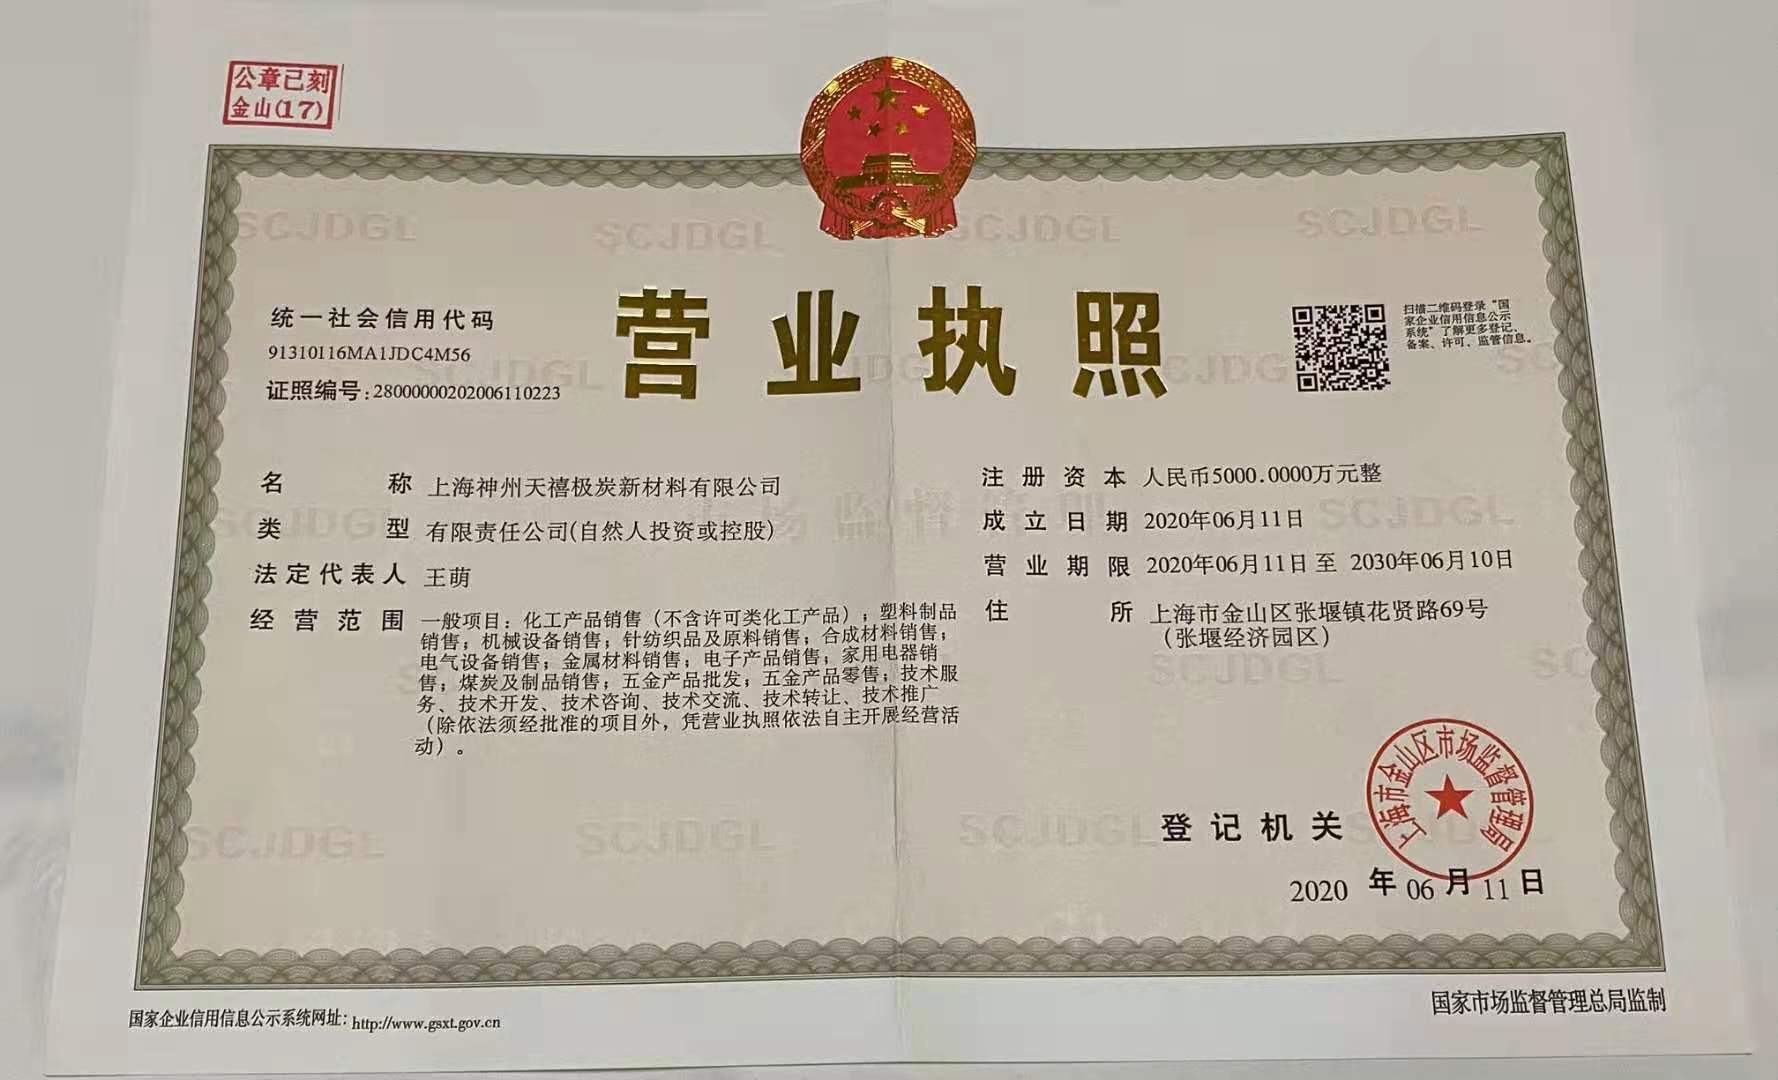 公章已刻
金山(17)
统一社会信用代码
91310116MA1JDC4M56
证照编号:28000000202006110223
营业执照
扫描二维码登录“国
家企业信用信息公示
系统”了解更多登记、
备案、许可、监管信息。
名称 上海神州天禧极炭新材料有限公司
类型 有限责任公司(自然人投资或控股)
法定代表人 王萌
经营范围 一般项目：化工产品销售（不含许可类化工产品）；塑料制品
销售；机械设备销售；针纺织品及原料销售；合成材料销售；
电气设备销售；金属材料销售；电子产品销售；家用电器销
售；煤炭及制品销售；五金产品批发；五金产品零售；技术服
务、技术开发、技术咨询、技术交流、技术转让、技术推广
（除依法须经批准的项目外，凭营业执照依法自主开展经营活
动）。
注册资本 人民币5000.0000万元整
成立日期 2020年06月11日
营业期限 2020年06月11日 至 2030年06月10日
住所 上海市金山区张堰镇花贤路69号
（张堰经济园区）
登记机关
上海市金山区市场监督管理局
2020 年 06 月 11 日
国家企业信用信息公示系统网址：http://www.gsxt.gov.cn
国家市场监督管理总局监制
SCJDGL
市场监督管理